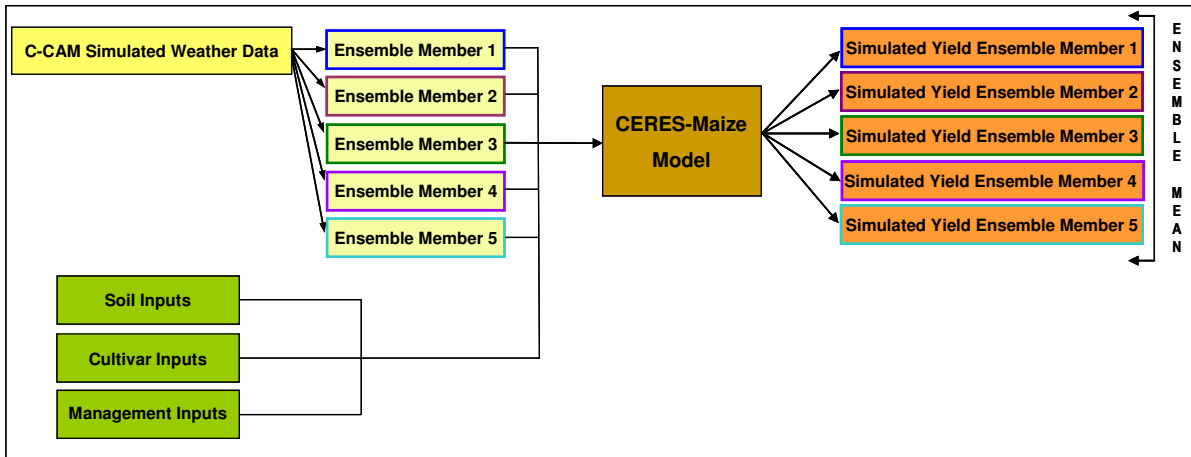 C-CAM Simulated Weather Data
Ensemble Member 1
Ensemble Member 2
Ensemble Member 3
Ensemble Member 4
Ensemble Member 5
Soil Inputs
Cultivar Inputs
Management Inputs
CERES-Maize
Model
Simulated Yield Ensemble Member 1
Simulated Yield Ensemble Member 2
Simulated Yield Ensemble Member 3
Simulated Yield Ensemble Member 4
Simulated Yield Ensemble Member 5
ENSEMBLE MEAN